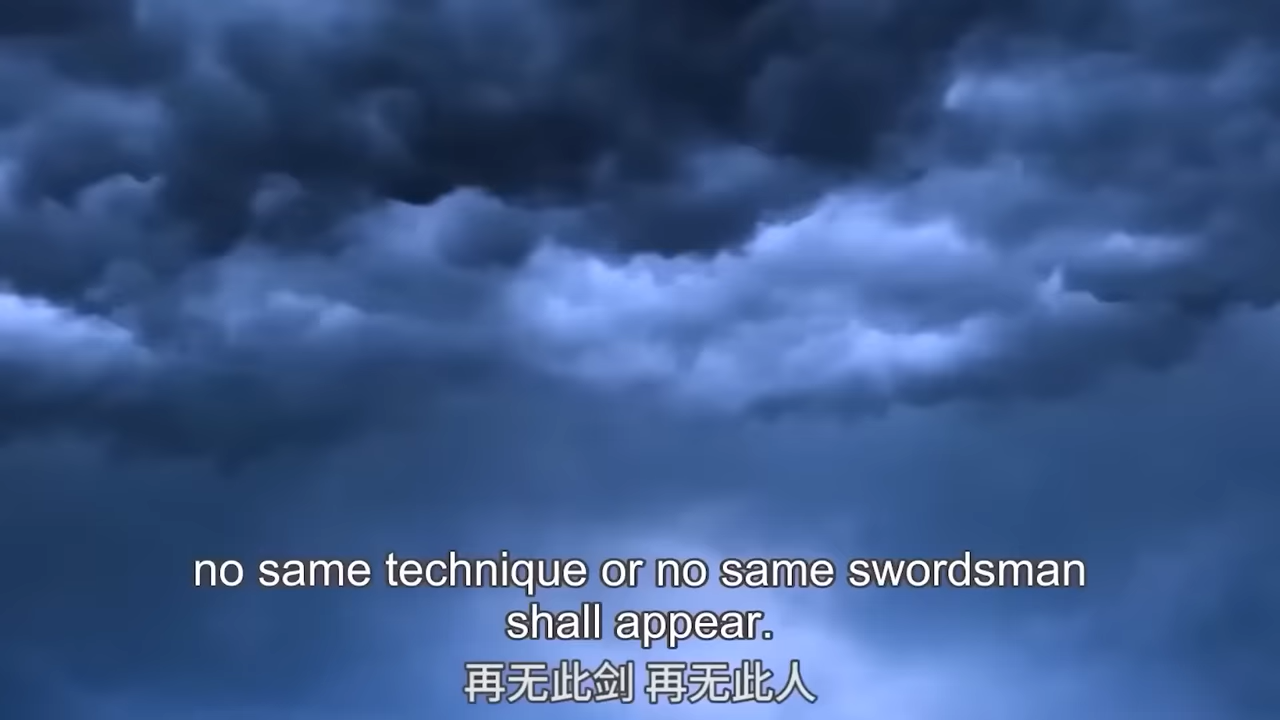 no same technique or no same swordsman
shall appear.
再无此剑 再无此人